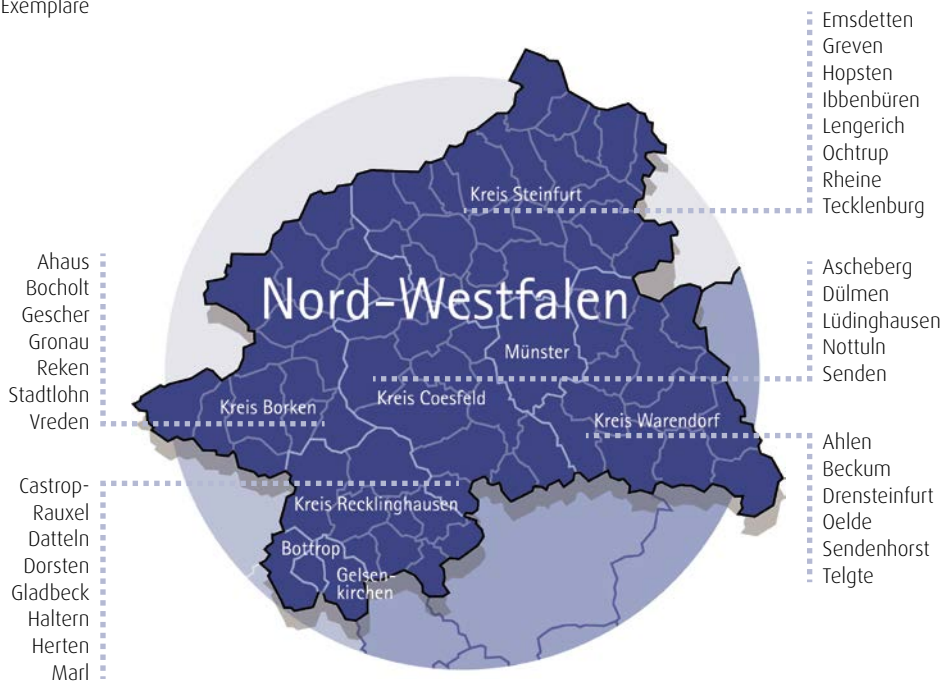 Exemplare
Emsdetten
Greven
Hopsten
Ibbenbüren
Lengerich
Ochtrup
Rheine
Tecklenburg
Kreis Steinfurt
Ahaus
Bocholt
Gescher
Gronau
Reken
Stadtlohn
Vreden
Nord-Westfalen
Ascheberg
Dülmen
Lüdinghausen
Nottuln
Senden
Münster
Kreis Borken
Kreis Coesfeld
Kreis Warendorf
Ahlen
Beckum
Drensteinfurt
Oelde
Sendenhorst
Telgte
Castrop-
Rauxel
Datteln
Dorsten
Gladbeck
Haltern
Herten
Marl
Kreis Recklinghausen
Bottrop
Gelsen-
kirchen